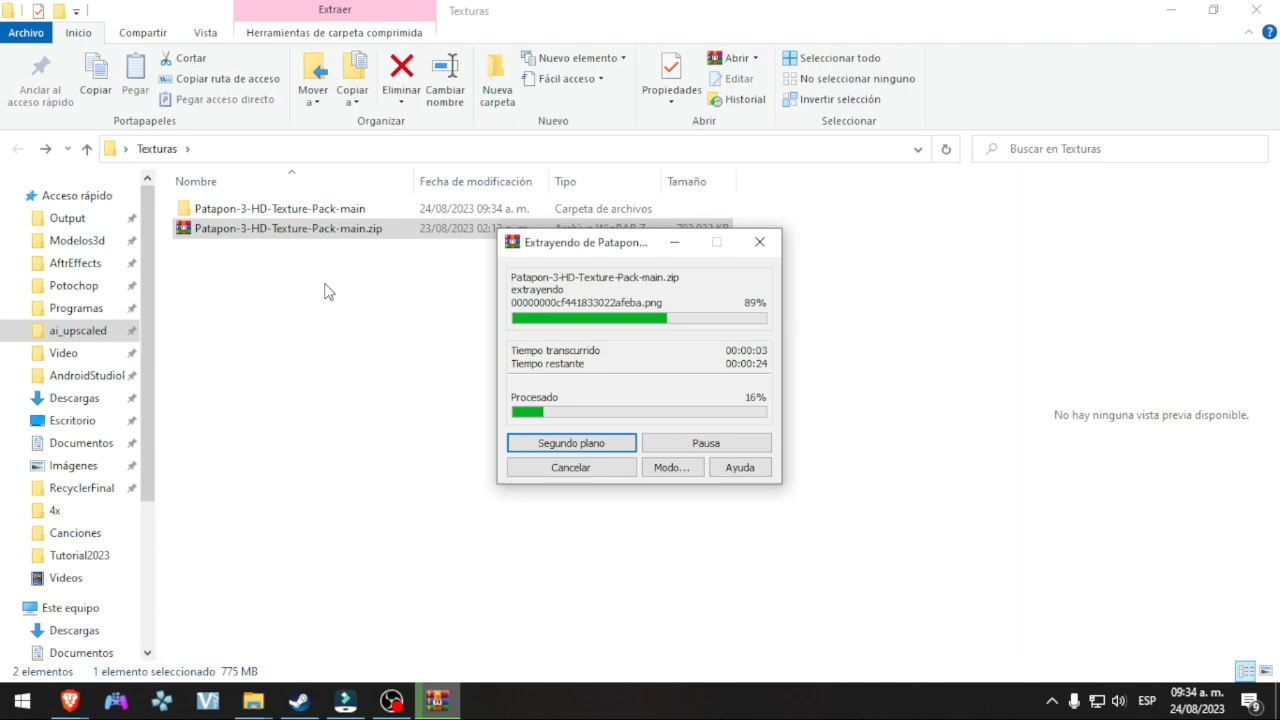 Extraer
Texturas
Archivo
Inicio
Compartir
Vista
Herramientas de carpeta comprimida
Anclar al
acceso rápido
Copiar
Pegar
Cortar
Copiar ruta de acceso
Pegar acceso directo
Portapapeles
Mover
a
Copiar
a
Eliminar
Cambiar
nombre
Organizar
Nueva
carpeta
Nuevo elemento
Fácil acceso
Nuevo
Propiedades
Abrir
Editar
Historial
Abrir
Seleccionar todo
No seleccionar ninguno
Invertir selección
Seleccionar
Texturas
Buscar en Texturas
Nombre
Fecha de modificación
Tipo
Tamaño
Patapon-3-HD-Texture-Pack-main
24/08/2023 09:34 a. m.
Carpeta de archivos
Patapon-3-HD-Texture-Pack-main.zip
Acceso rápido
Output
Modelos3d
AftrEffects
Potochop
Programas
ai_upscaled
Video
Descargas
Escritorio
Documentos
Imágenes
RecyclerFinal
4x
Canciones
Tutorial2023
Videos
Este equipo
Descargas
Documentos
Extrayendo de Patapon...
Patapon-3-HD-Texture-Pack-main.zip
extrayendo
00000000cf441833022afeba.png
89%
Tiempo transcurrido
00:00:03
Tiempo restante
00:00:24
Procesado
16%
Segundo plano
Pausa
Cancelar
Modo...
Ayuda
No hay ninguna vista previa disponible.
2 elementos
1 elemento seleccionado
775 MB
ESP
09:34 a. m.
24/08/2023
9